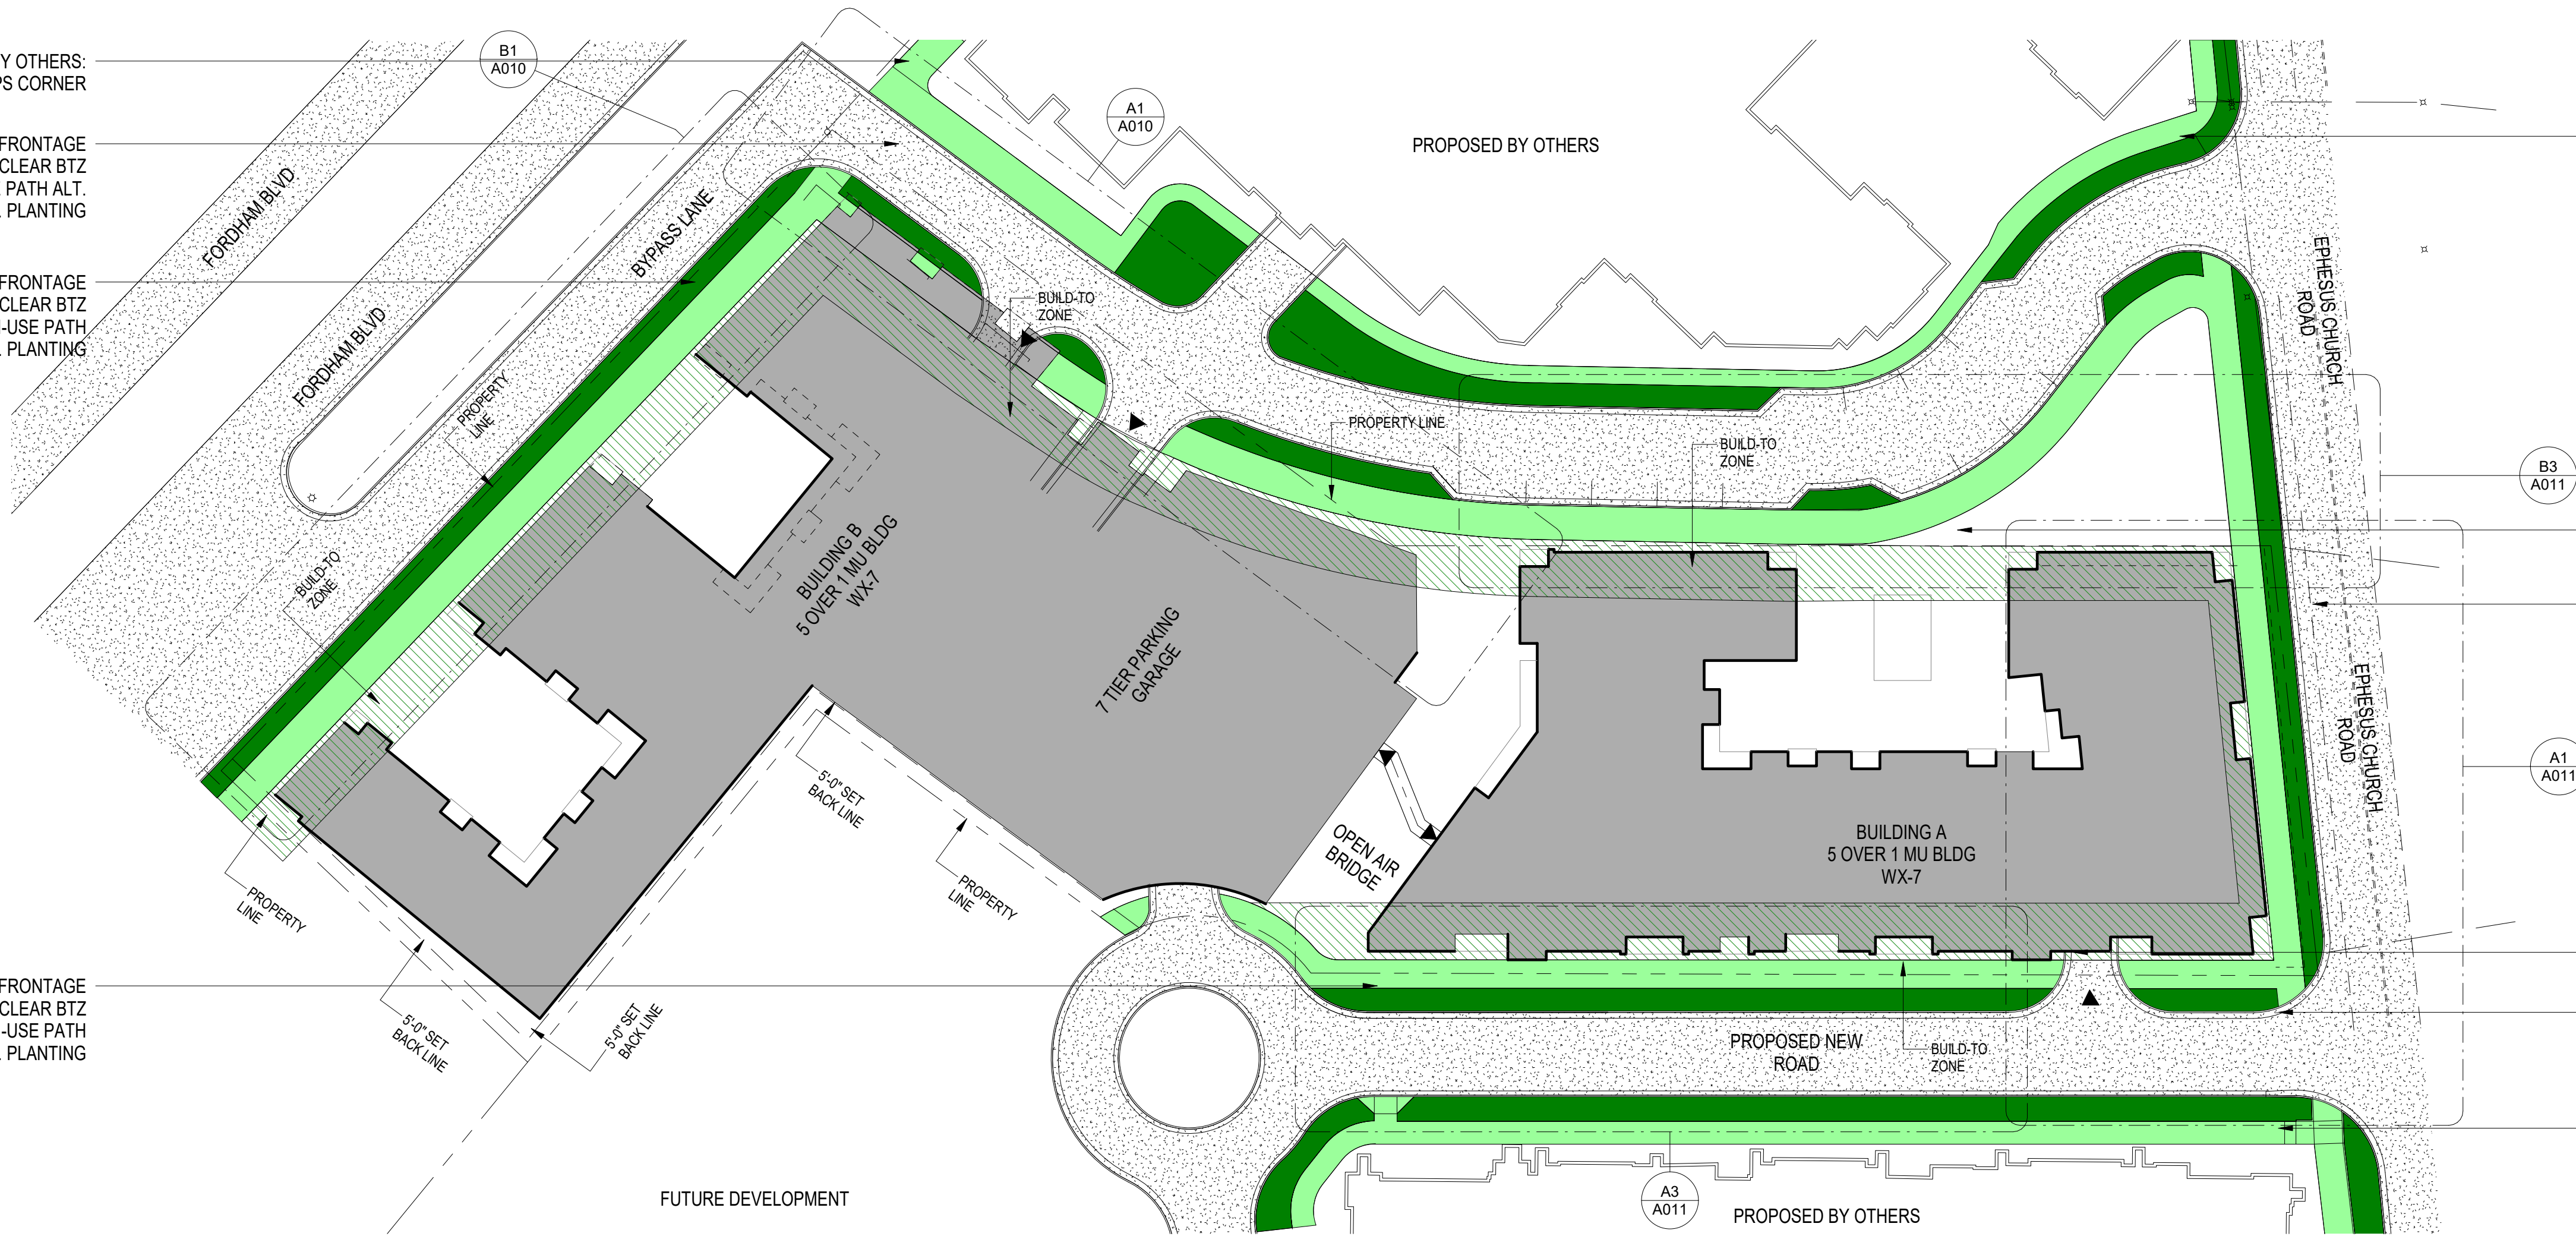 Y OTHERS:
PS CORNER
FRONTAGE
CLEAR BTZ
PATH ALT.
PLANTING
FRONTAGE
CLEAR BTZ
I-USE PATH
PLANTING
FRONTAGE
CLEAR BTZ
-USE PATH
PLANTING
B1
A010
A1
A010
PROPOSED BY OTHERS
FORDHAM BLVD
FORDHAM BLVD
BYPASS LANE
PROPERTY
LINE
BUILD-TO
ZONE
BUILD-TO
ZONE
PROPERTY LINE
BUILD-TO
ZONE
EPHESUS CHURCH
ROAD
B3
A011
BUILDING B
5 OVER 1 MU BLDG
WX-7
7 TIER PARKING
GARAGE
5'-0" SET
BACK LINE
OPEN AIR
BRIDGE
BUILDING A
5 OVER 1 MU BLDG
WX-7
EPHESUS CHURCH
ROAD
A1
A011
PROPERTY
LINE
PROPERTY
LINE
5'-0" SET
BACK LINE
5'-0" SET
BACK LINE
PROPOSED NEW
ROAD
BUILD-TO
ZONE
FUTURE DEVELOPMENT
A3
A011
PROPOSED BY OTHERS